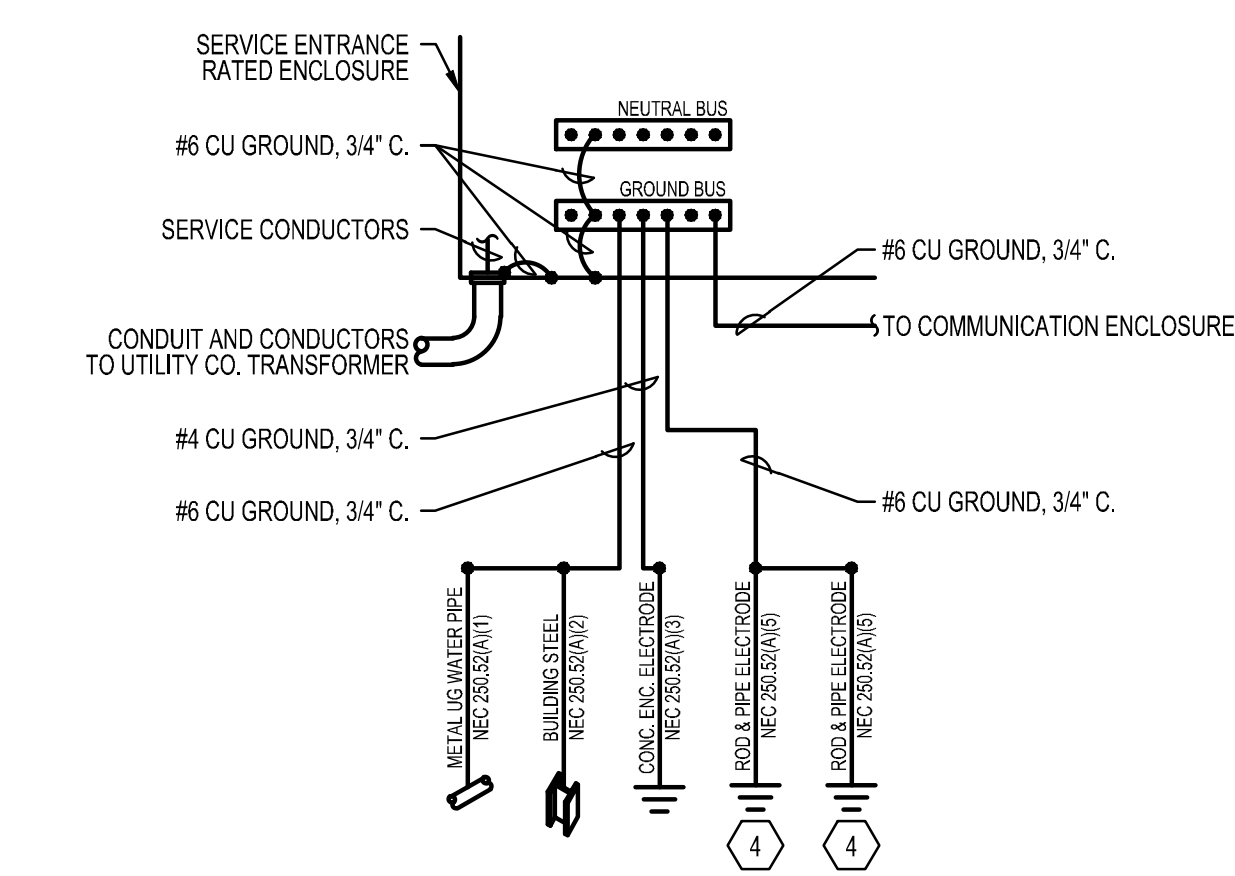 SERVICE ENTRANCE
RATED ENCLOSURE
NEUTRAL BUS
#6 CU GROUND, 3/4" C.
GROUND BUS
SERVICE CONDUCTORS
#6 CU GROUND, 3/4" C.
TO COMMUNICATION ENCLOSURE
CONDUIT AND CONDUCTORS
TO UTILITY CO. TRANSFORMER
#4 CU GROUND, 3/4" C.
#6 CU GROUND, 3/4" C.
#6 CU GROUND, 3/4" C.
METAL UG WATER PIPE
NEC 250.52(A)(1)
BUILDING STEEL
NEC 250.52(A)(2)
CONC. ENC. ELECTRODE
NEC 250.52(A)(3)
ROD & PIPE ELECTRODE
NEC 250.52(A)(5)
ROD & PIPE ELECTRODE
NEC 250.52(A)(5)
4
4